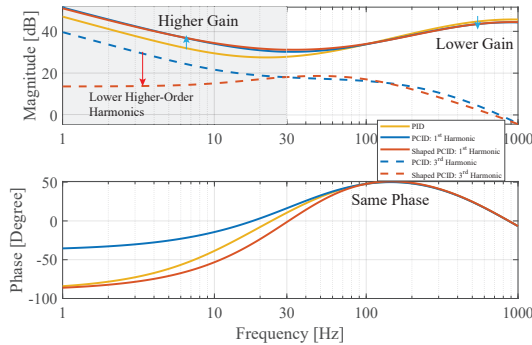 Magnitude [dB]
40
20
0
Higher Gain
Lower Gain
Lower Higher-Order
Harmonics
1
10
30
100
1000
PID
PCID: 1st Harmonic
Shaped PCID: 1st Harmonic
PCID: 3rd Harmonic
Shaped PCID: 3rd Harmonic
Phase [Degree]
50
0
-50
-100
Same Phase
1
10
30
100
1000
Frequency [Hz]